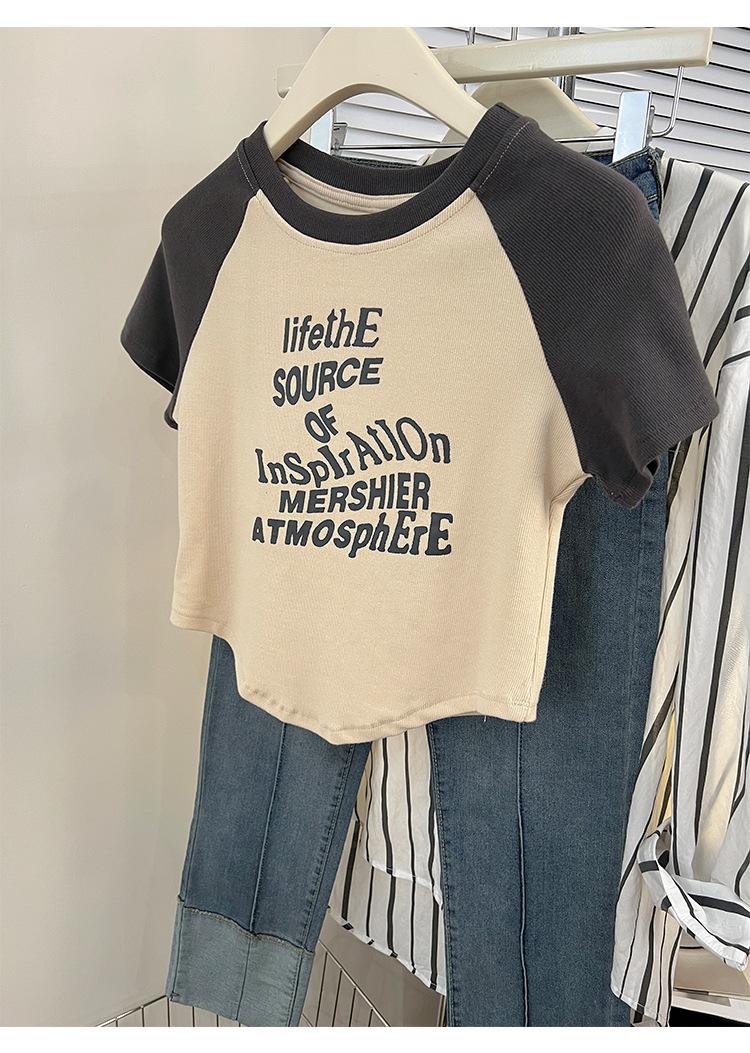 lifethE
SOURCE
OF
InSpIrAtIOn
MERSHIER
ATMOSphErE